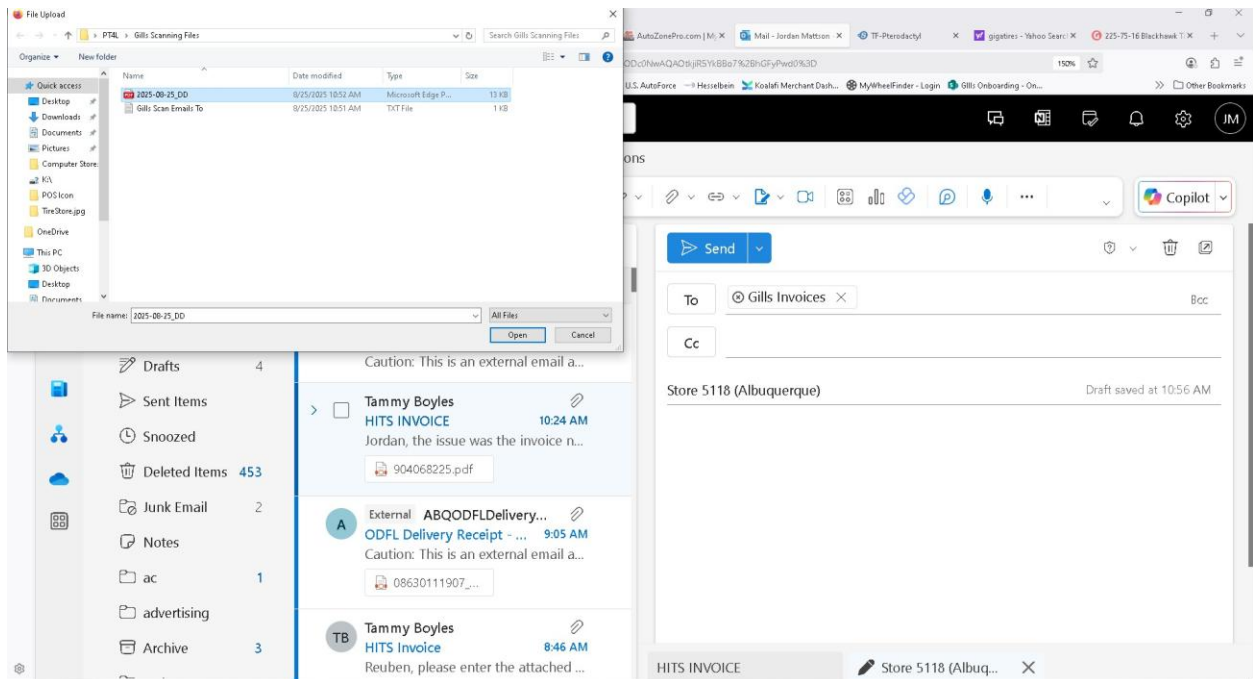 File Upload
PT4L > Gills Scanning Files
Search Gills Scanning Files
Organize
New folder
Name
Date modified
Type
Size
2025-08-25_DD
8/25/2025 10:52 AM
Microsoft Edge P...
13 KB
Gills Scan Emails To
8/25/2025 10:51 AM
TXT File
1 KB
Quick access
Desktop
Downloads
Documents
Pictures
Computer Store
K:\
POS Icon
TireStore.jpg
OneDrive
This PC
3D Objects
Desktop
Documents
File name: 2025-08-25_DD
All Files
Open
Cancel
AutoZonePro.com | M
Mail - Jordan Mattson
TF-Pterodactyl
gigatires - Yahoo Searc
225-75-16 Blackhawk T
150%
U.S. AutoForce
Hesselbein
Koalafi Merchant Dash...
MyWheelFinder - Login
Gills Onboarding - On...
Other Bookmarks
JM
ons
Copilot
Send
To
Gills Invoices
Bcc
Cc
Store 5118 (Albuquerque)
Draft saved at 10:56 AM
Drafts 4
Sent Items
Snoozed
Deleted Items 453
Junk Email 2
Notes
ac 1
advertising
Archive 3
Caution: This is an external email a...
Tammy Boyles
HITS INVOICE 10:24 AM
Jordan, the issue was the invoice n...
904068225.pdf
A
External ABQODFLDelivery...
ODFL Delivery Receipt - ... 9:05 AM
Caution: This is an external email a...
08630111907_...
TB
Tammy Boyles
HITS Invoice 8:46 AM
Reuben, please enter the attached ...
HITS INVOICE
Store 5118 (Albuq...